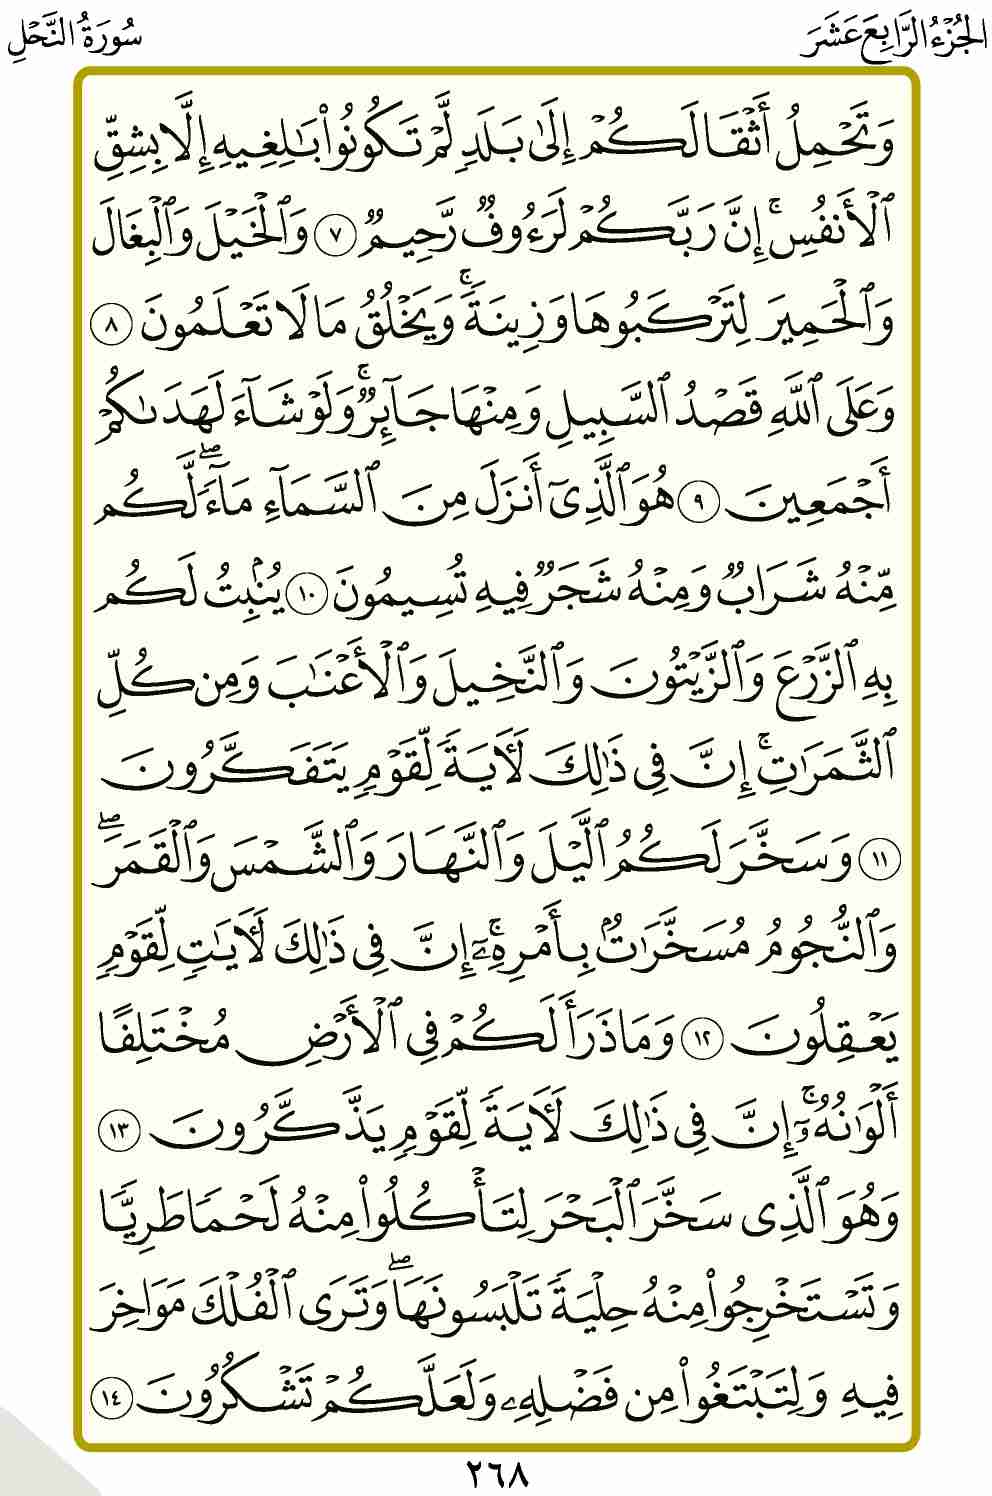 الجُزْءُ الرَّابِعَ عَشَرَ
سُورَةُ النَّحْلِ
وَتَحْمِلُ أَثْقَالَكُمْ إِلَىٰ بَلَدٍ لَّمْ تَكُونُوا۟ بَـٰلِغِيهِ إِلَّا بِشِقِّ
ٱلْأَنفُسِ ۚ إِنَّ رَبَّكُمْ لَرَءُوفٌ رَّحِيمٌ ٧ وَٱلْخَيْلَ وَٱلْبِغَالَ
وَٱلْحَمِيرَ لِتَرْكَبُوهَا وَزِينَةً ۚ وَيَخْلُقُ مَا لَا تَعْلَمُونَ ٨
وَعَلَى ٱللَّهِ قَصْدُ ٱلسَّبِيلِ وَمِنْهَا جَآئِرٌ ۚ وَلَوْ شَآءَ لَهَدَىٰكُمْ
أَجْمَعِينَ ٩ هُوَ ٱلَّذِىٓ أَنزَلَ مِنَ ٱلسَّمَآءِ مَآءً ۖ لَّكُم
مِّنْهُ شَرَابٌ وَمِنْهُ شَجَرٌ فِيهِ تُسِيمُونَ ١٠ يُنۢبِتُ لَكُم
بِهِ ٱلزَّرْعَ وَٱلزَّيْتُونَ وَٱلنَّخِيلَ وَٱلْأَعْنَـٰبَ وَمِن كُلِّ
ٱلثَّمَرَٰتِ ۗ إِنَّ فِى ذَٰلِكَ لَـَٔايَةً لِّقَوْمٍ يَتَفَكَّرُونَ
١١ وَسَخَّرَ لَكُمُ ٱلَّيْلَ وَٱلنَّهَارَ وَٱلشَّمْسَ وَٱلْقَمَرَ ۖ
وَٱلنُّجُومُ مُسَخَّرَٰتٌۢ بِأَمْرِهِۦٓ ۗ إِنَّ فِى ذَٰلِكَ لَـَٔايَـٰتٍ لِّقَوْمٍ
يَعْقِلُونَ ١٢ وَمَا ذَرَأَ لَكُمْ فِى ٱلْأَرْضِ مُخْتَلِفًا
أَلْوَٰنُهُۥٓ ۗ إِنَّ فِى ذَٰلِكَ لَـَٔايَةً لِّقَوْمٍ يَذَّكَّرُونَ ١٣
وَهُوَ ٱلَّذِى سَخَّرَ ٱلْبَحْرَ لِتَأْكُلُوا۟ مِنْهُ لَحْمًا طَرِيًّا
وَتَسْتَخْرِجُوا۟ مِنْهُ حِلْيَةً تَلْبَسُونَهَا ۖ وَتَرَى ٱلْفُلْكَ مَوَاخِرَ
فِيهِ وَلِتَبْتَغُوا۟ مِن فَضْلِهِۦ وَلَعَلَّكُمْ تَشْكُرُونَ ١٤
٢٦٨